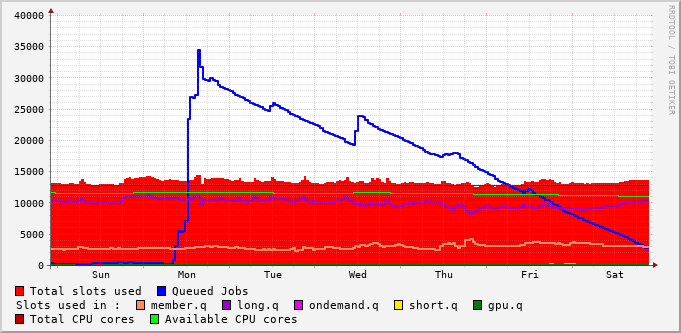 40000
35000
30000
25000
20000
15000
10000
5000
0
Sun Mon Tue Wed Thu Fri Sat
RRDTOOL / TOBI OETIKER
Total slots used Queued Jobs
Slots used in : member.q long.q ondemand.q short.q gpu.q
Total CPU cores Available CPU cores